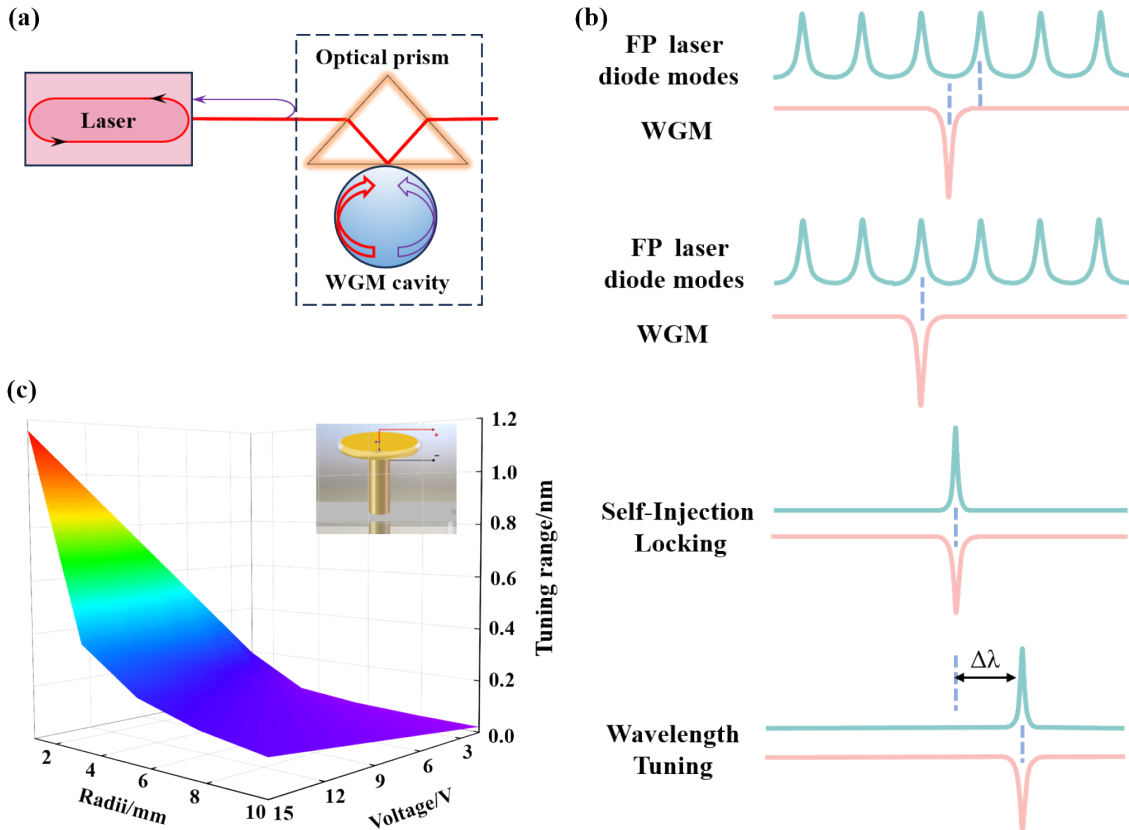 (a)
Optical prism
Laser
WGM cavity
(b)
FP laser
diode modes
WGM
FP laser
diode modes
WGM
Self-Injection
Locking
Δλ
Wavelength
Tuning
(c)
+
−
1.2
1.0
0.8
0.6
0.4
0.2
0.0
Tuning range/nm
2
4
6
8
10
Radii/mm
15
12
9
6
3
Voltage/V